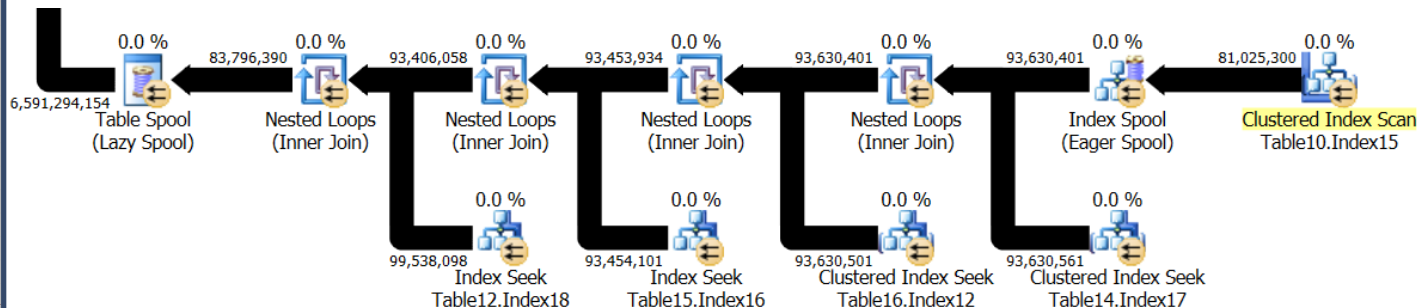 0.0 % 0.0 % 0.0 % 0.0 % 0.0 % 0.0 % 0.0 %
83,796,390 93,406,058 93,453,934 93,630,401 93,630,401 81,025,300
6,591,294,154
Table Spool Nested Loops Nested Loops Nested Loops Nested Loops Index Spool Clustered Index Scan
(Lazy Spool) (Inner Join) (Inner Join) (Inner Join) (Inner Join) (Eager Spool) Table10.Index15
0.0 % 0.0 % 0.0 % 0.0 %
99,538,098 93,454,101 93,630,501 93,630,561
Index Seek Index Seek Clustered Index Seek Clustered Index Seek
Table12.Index18 Table15.Index16 Table16.Index12 Table14.Index17